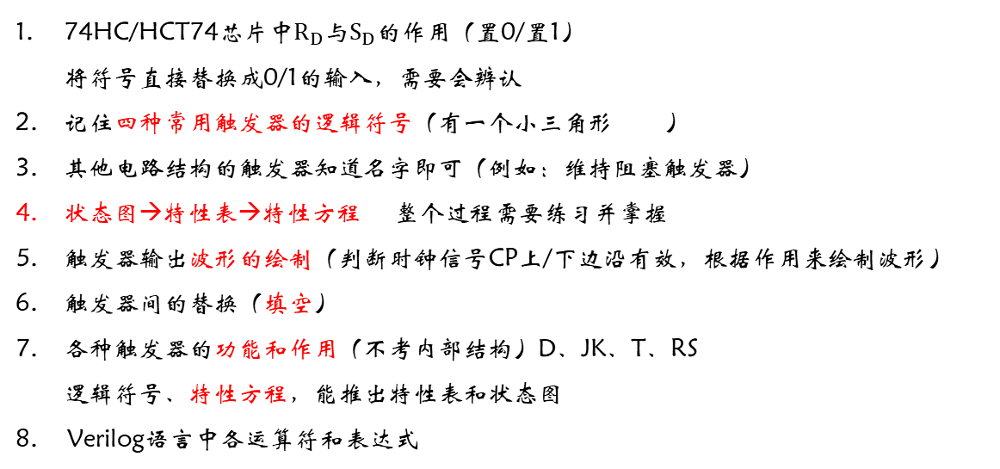 1. 74HC/HCT74芯片中R_D与S_D的作用（置0/置1）
将符号直接替换成0/1的输入，需要会辨认
2. 记住四种常用触发器的逻辑符号（有一个小三角形　　）
3. 其他电路结构的触发器知道名字即可（例如：维持阻塞触发器）
4. 状态图→特性表→特性方程　整个过程需要练习并掌握
5. 触发器输出波形的绘制（判断时钟信号CP上/下边沿有效，根据作用来绘制波形）
6. 触发器间的替换（填空）
7. 各种触发器的功能和作用（不考内部结构）D、JK、T、RS
逻辑符号、特性方程，能推出特性表和状态图
8. Verilog语言中各运算符和表达式